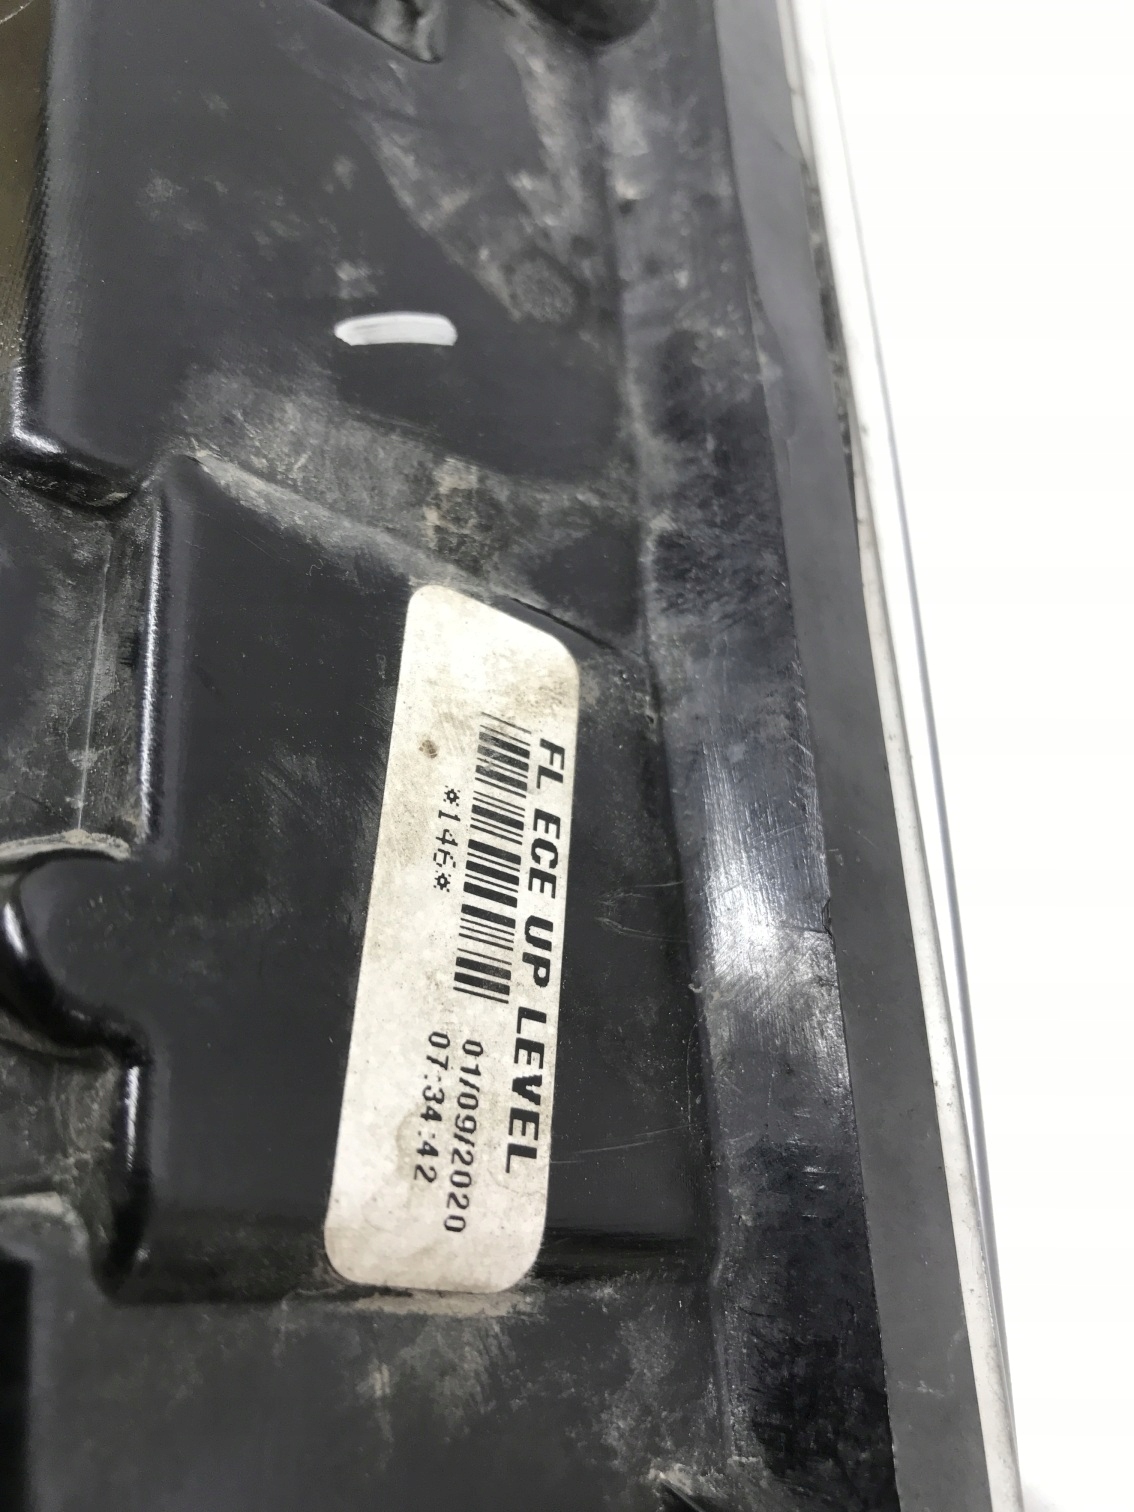 FL ECE UP LEVEL
*146*
01/09/2020
07:34:42